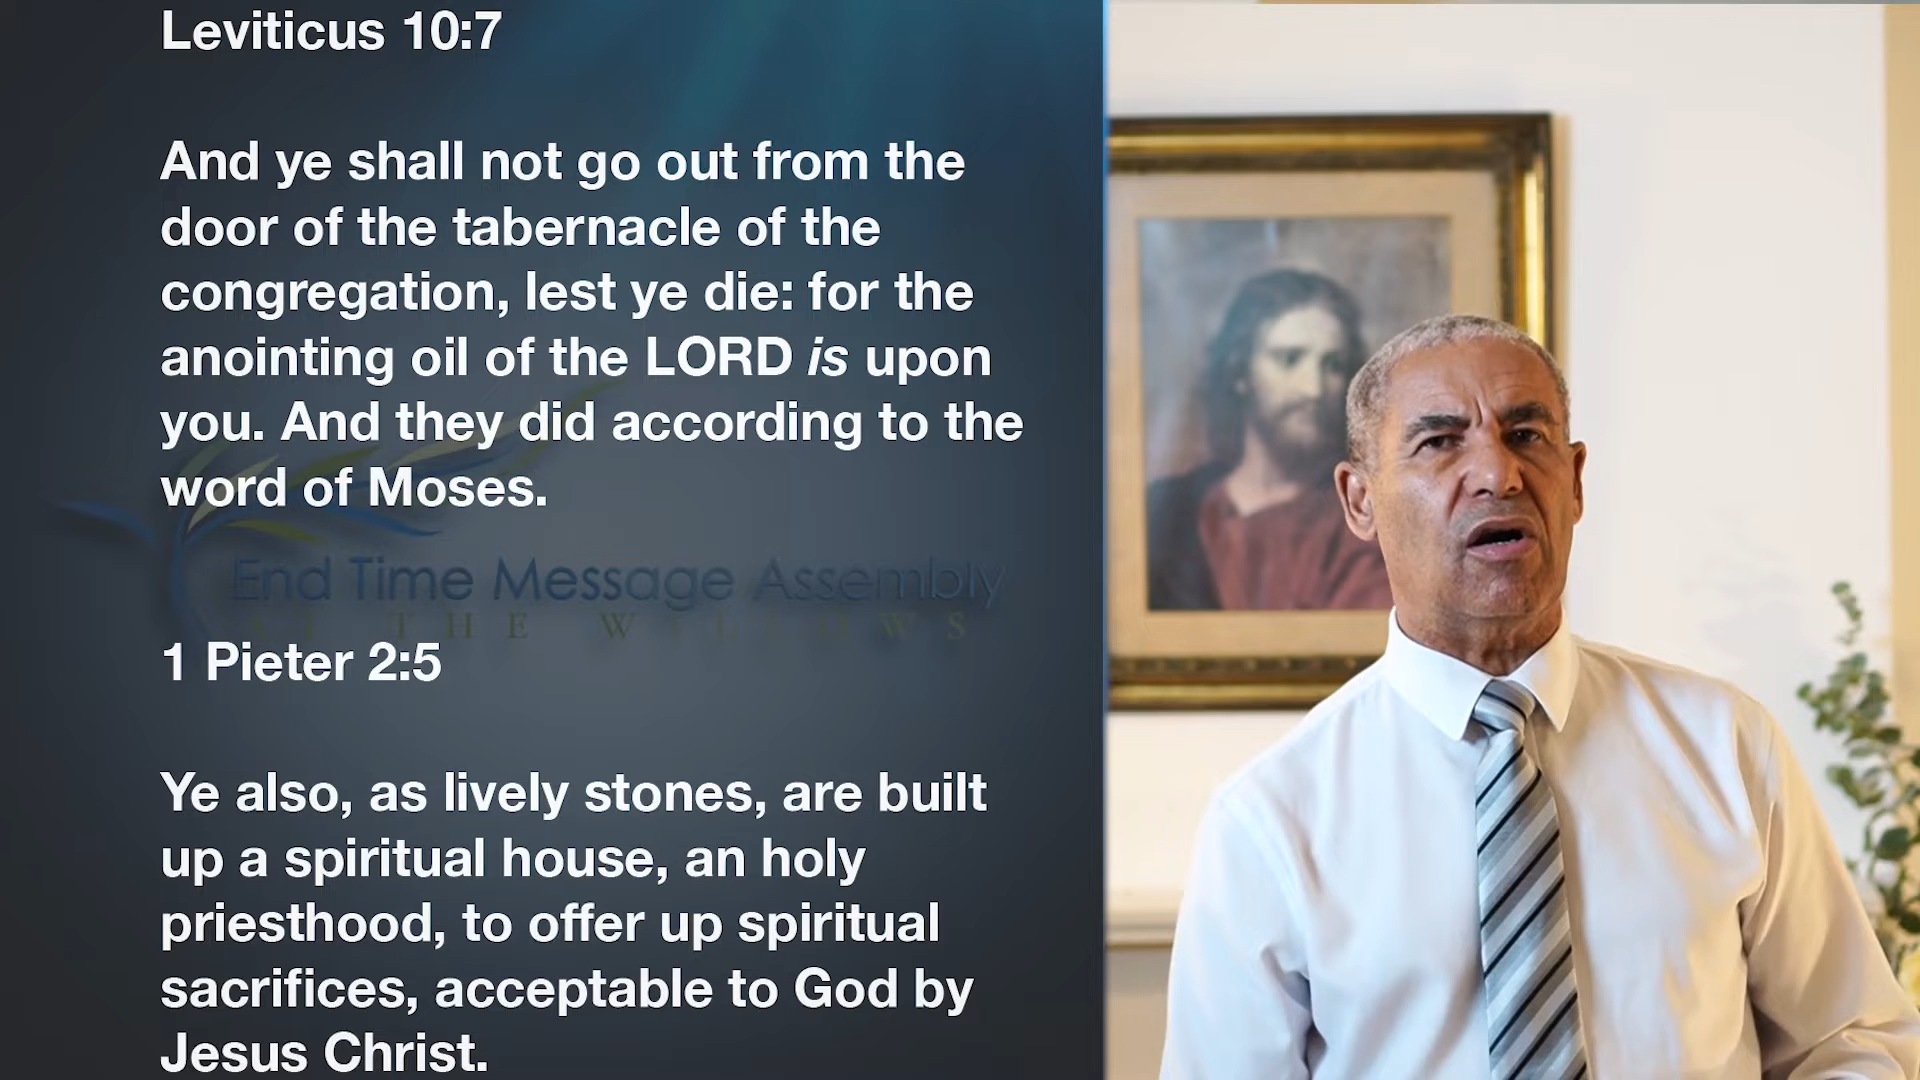 Leviticus 10:7
And ye shall not go out from the
door of the tabernacle of the
congregation, lest ye die: for the
anointing oil of the LORD is upon
you. And they did according to the
word of Moses.
End Time Message Assembly
AT THE WILLOWS
1 Pieter 2:5
Ye also, as lively stones, are built
up a spiritual house, an holy
priesthood, to offer up spiritual
sacrifices, acceptable to God by
Jesus Christ.